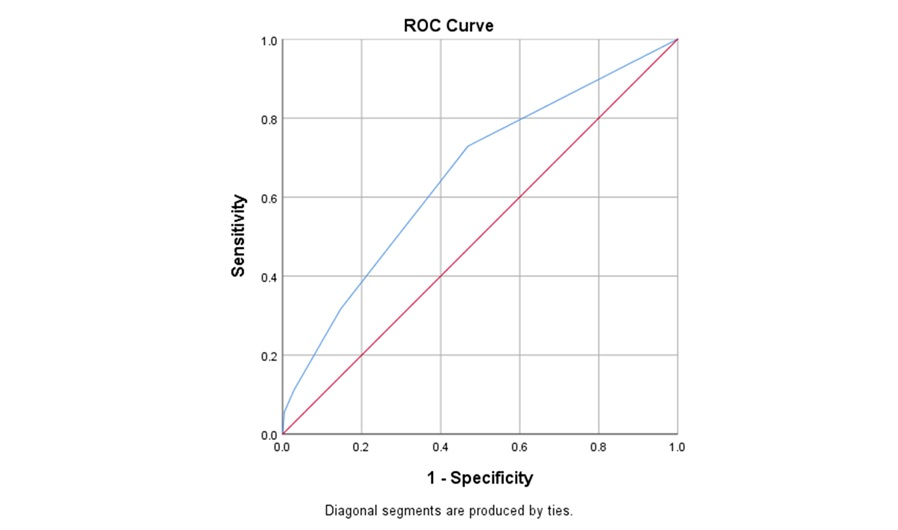 ROC Curve
1.0
0.8
0.6
0.4
0.2
0.0
Sensitivity
0.0 0.2 0.4 0.6 0.8 1.0
1 - Specificity
Diagonal segments are produced by ties.